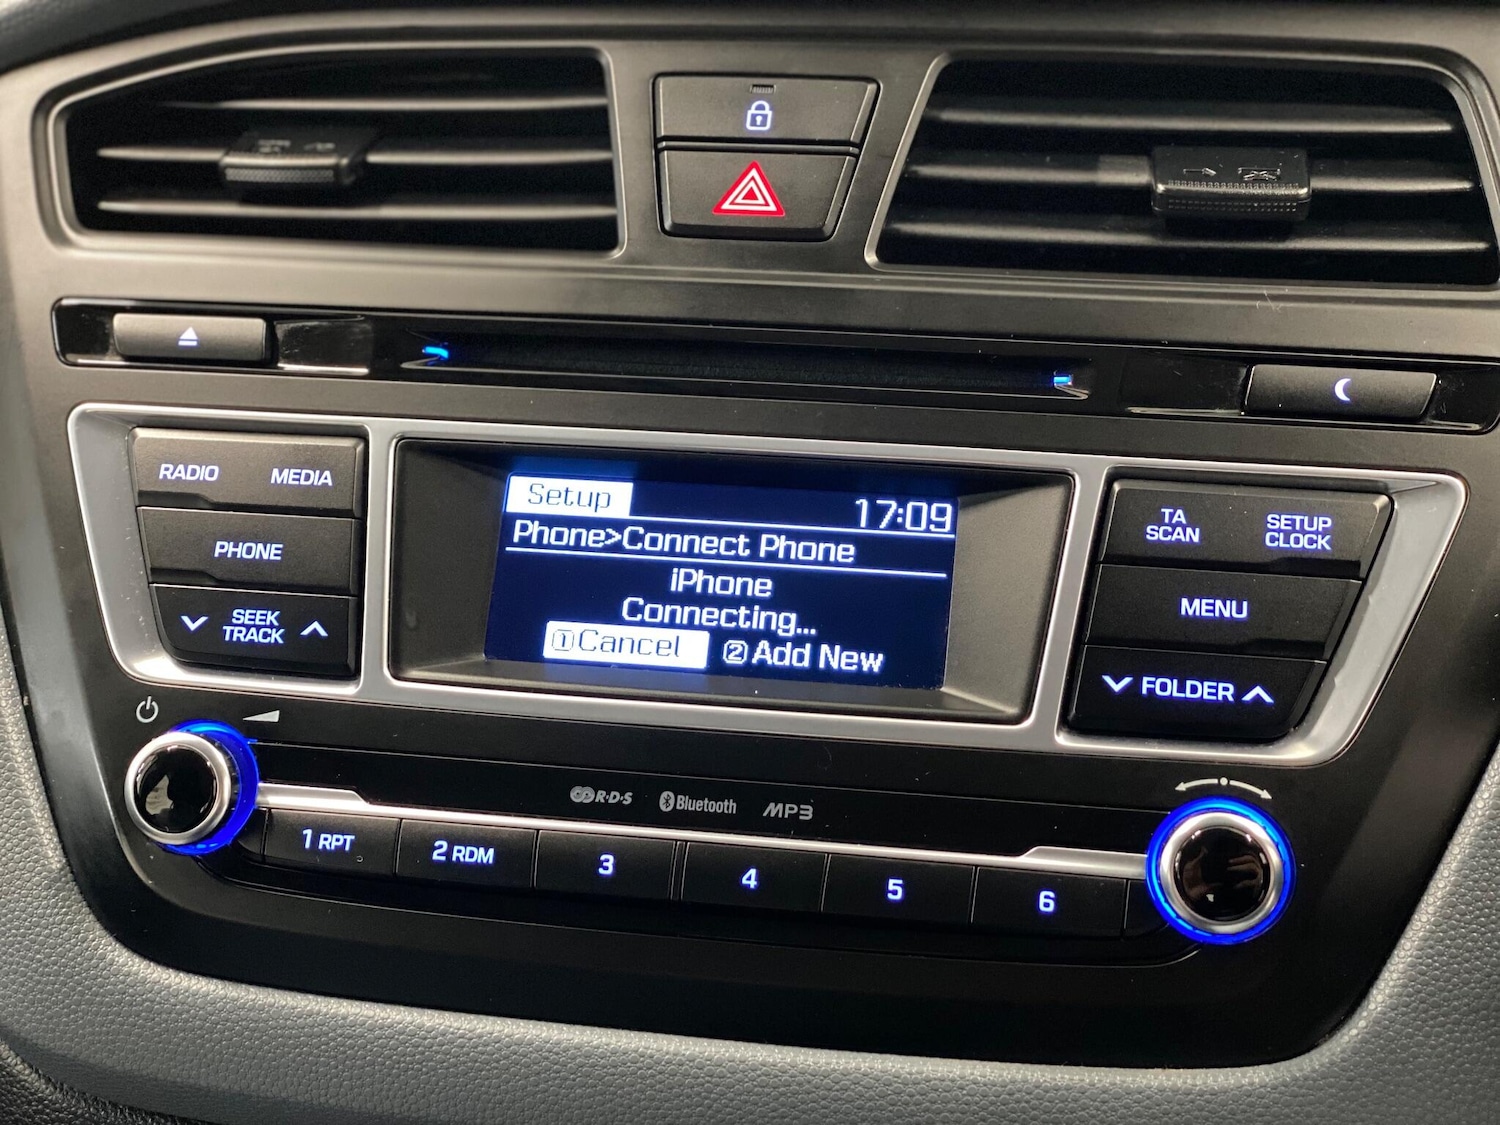 RADIO MEDIA
PHONE
SEEK
TRACK
Setup 17:09
Phone>Connect Phone
iPhone
Connecting...
1Cancel 2Add New
TA
SCAN
SETUP
CLOCK
MENU
FOLDER
R·D·S Bluetooth MP3
1 RPT 2 RDM 3 4 5 6